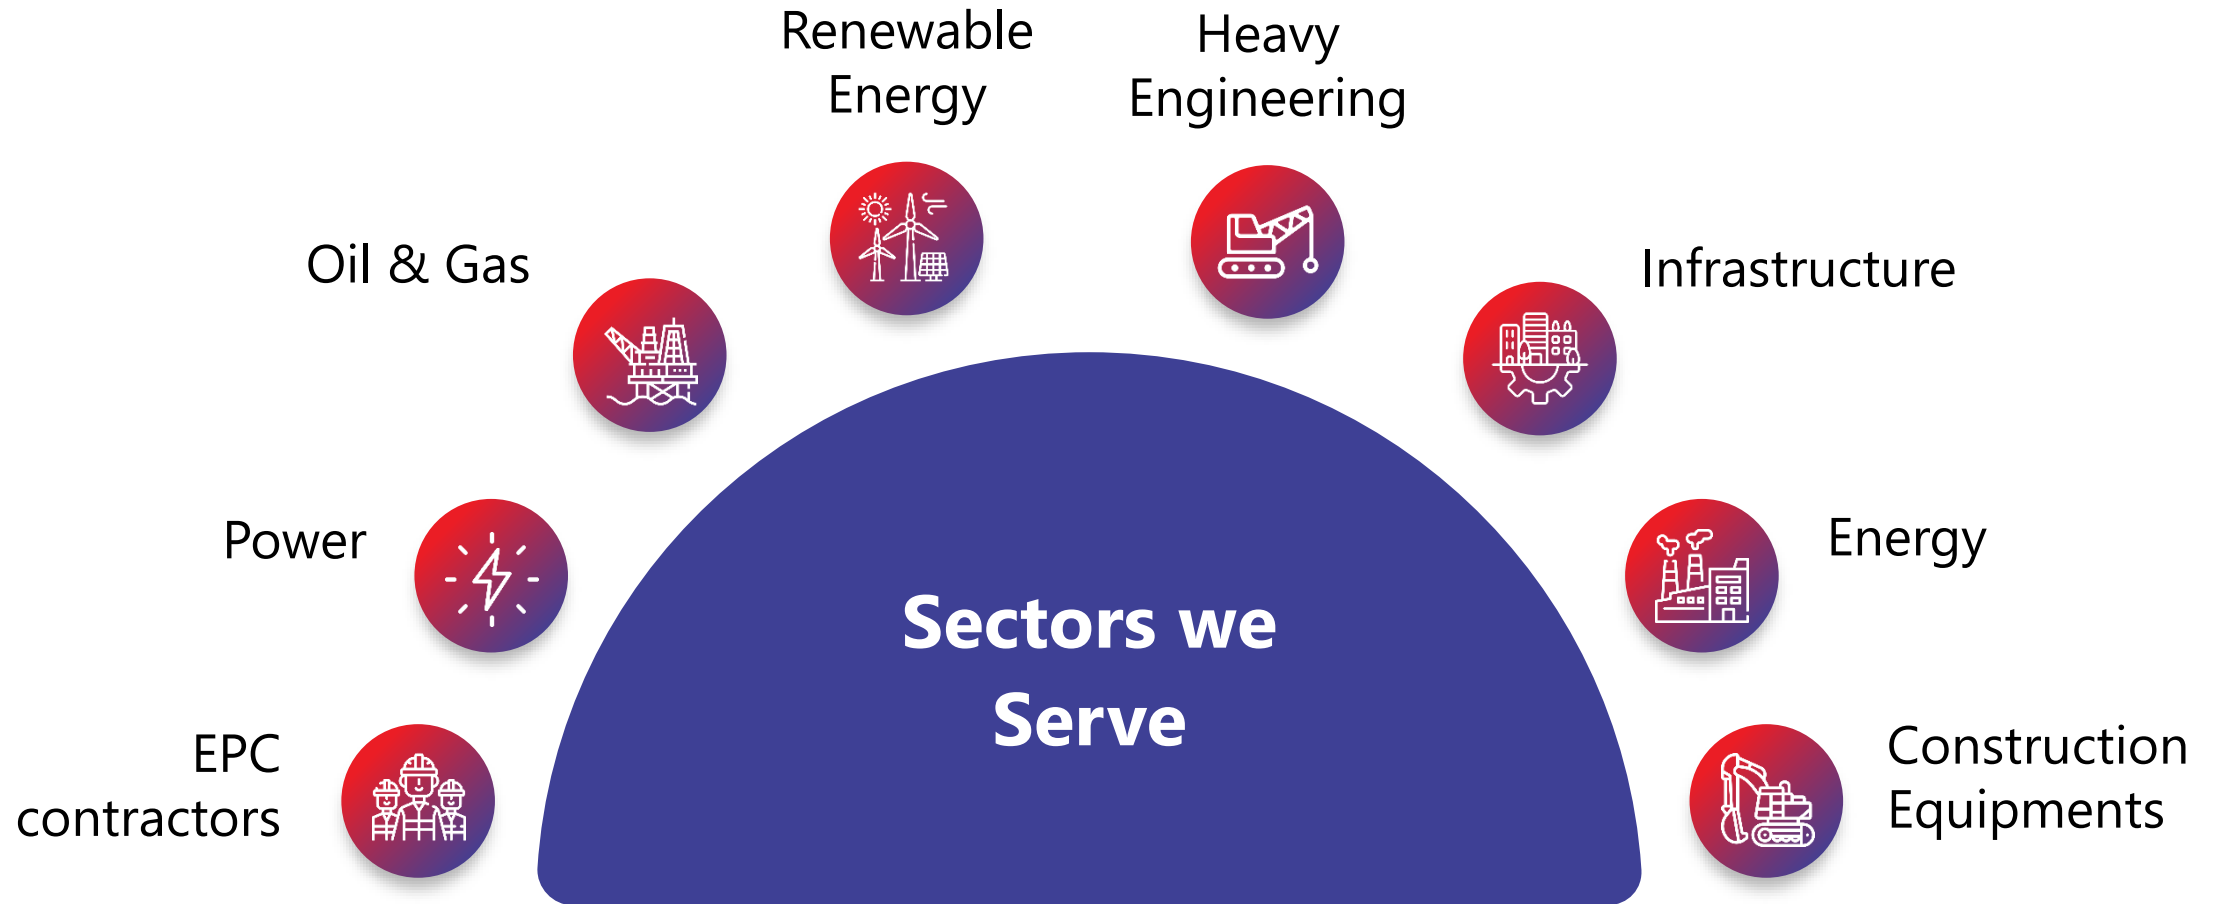 Renewable
Energy
Heavy
Engineering
Oil & Gas
Infrastructure
Power
Energy
EPC
contractors
Construction
Equipments
Sectors we
Serve